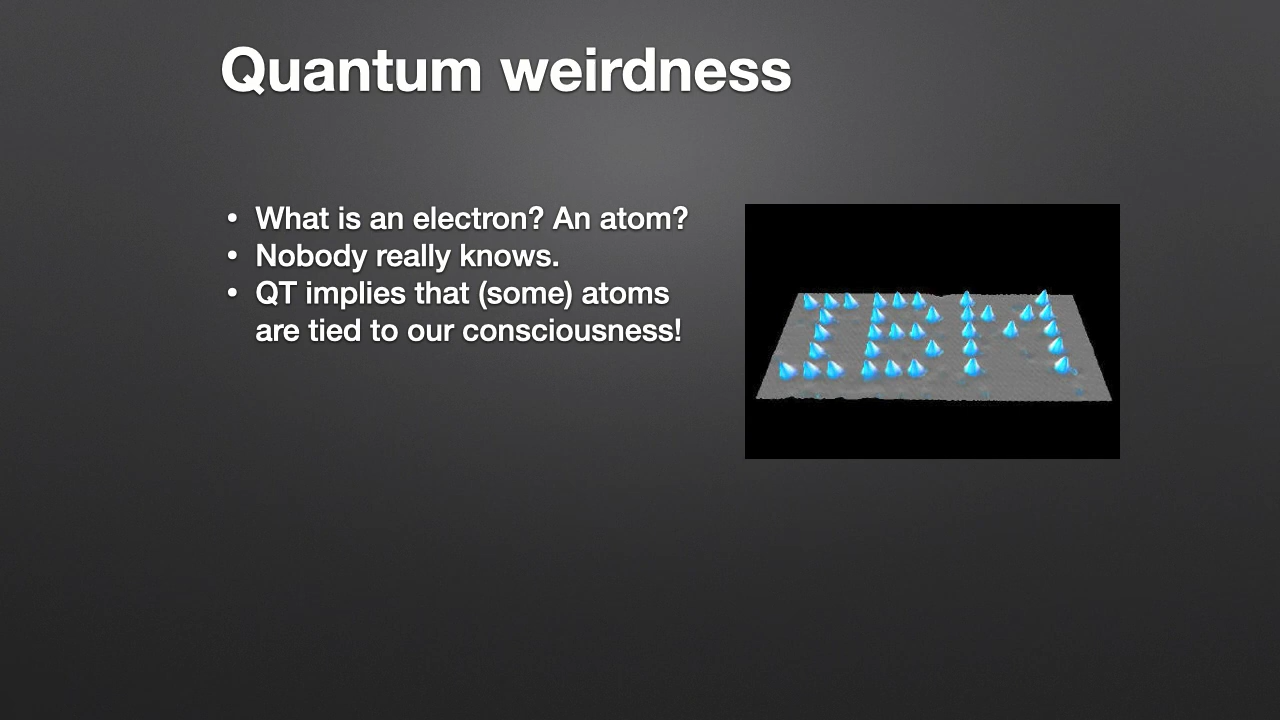 Quantum weirdness
• What is an electron? An atom?
• Nobody really knows.
• QT implies that (some) atoms
are tied to our consciousness!
IBM